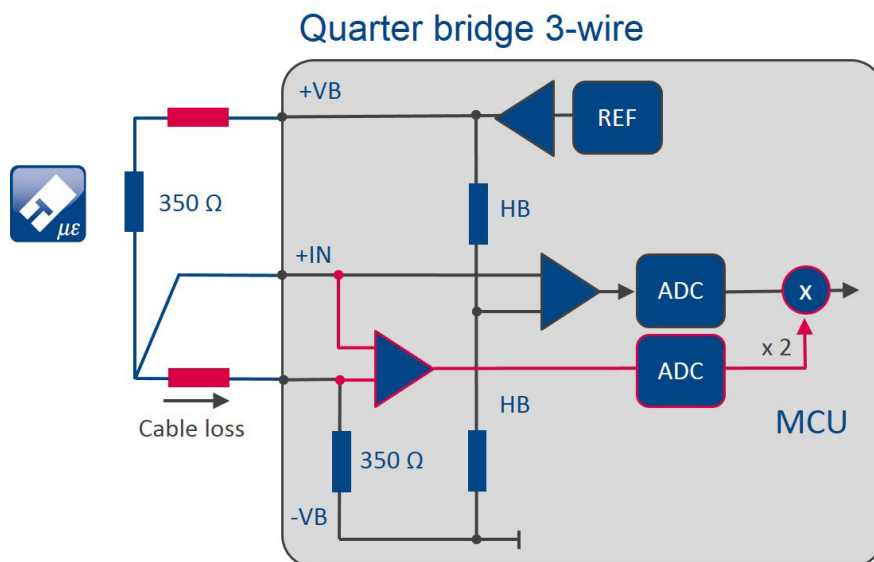 Quarter bridge 3-wire
+VB
REF
350 Ω
HB
με
+IN
ADC
x
x 2
ADC
Cable loss
HB
MCU
350 Ω
-VB